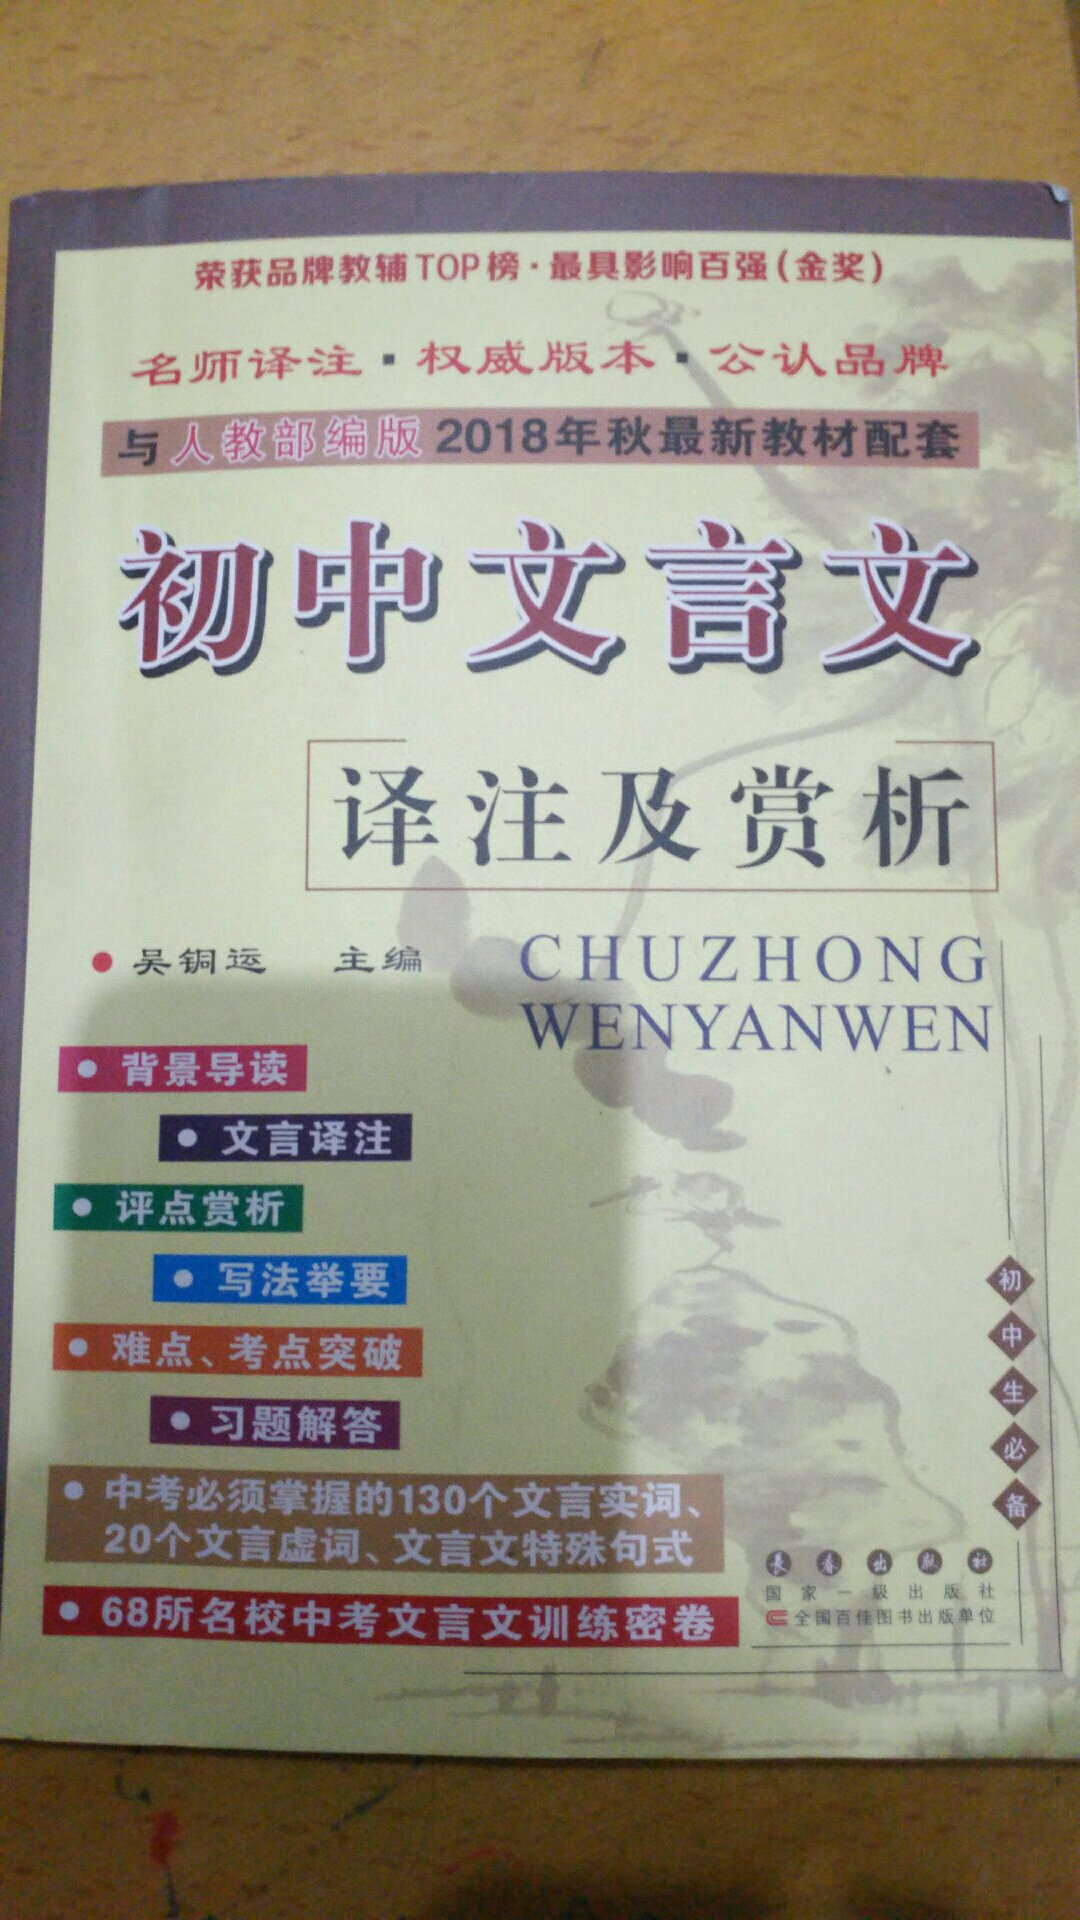 荣获品牌教辅TOP榜·最具影响百强(金奖)
名师译注·权威版本·公认品牌
与人教部编版2018年秋最新教材配套
初中文言文
译注及赏析
吴铜运 主编
CHUZHONG
WENYANWEN
背景导读
文言译注
评点赏析
写法举要
难点、考点突破
习题解答
中考必须掌握的130个文言实词、
20个文言虚词、文言文特殊句式
68所名校中考文言文训练密卷
初中生必备
长春出版社
国家一级出版社
全国百佳图书出版单位